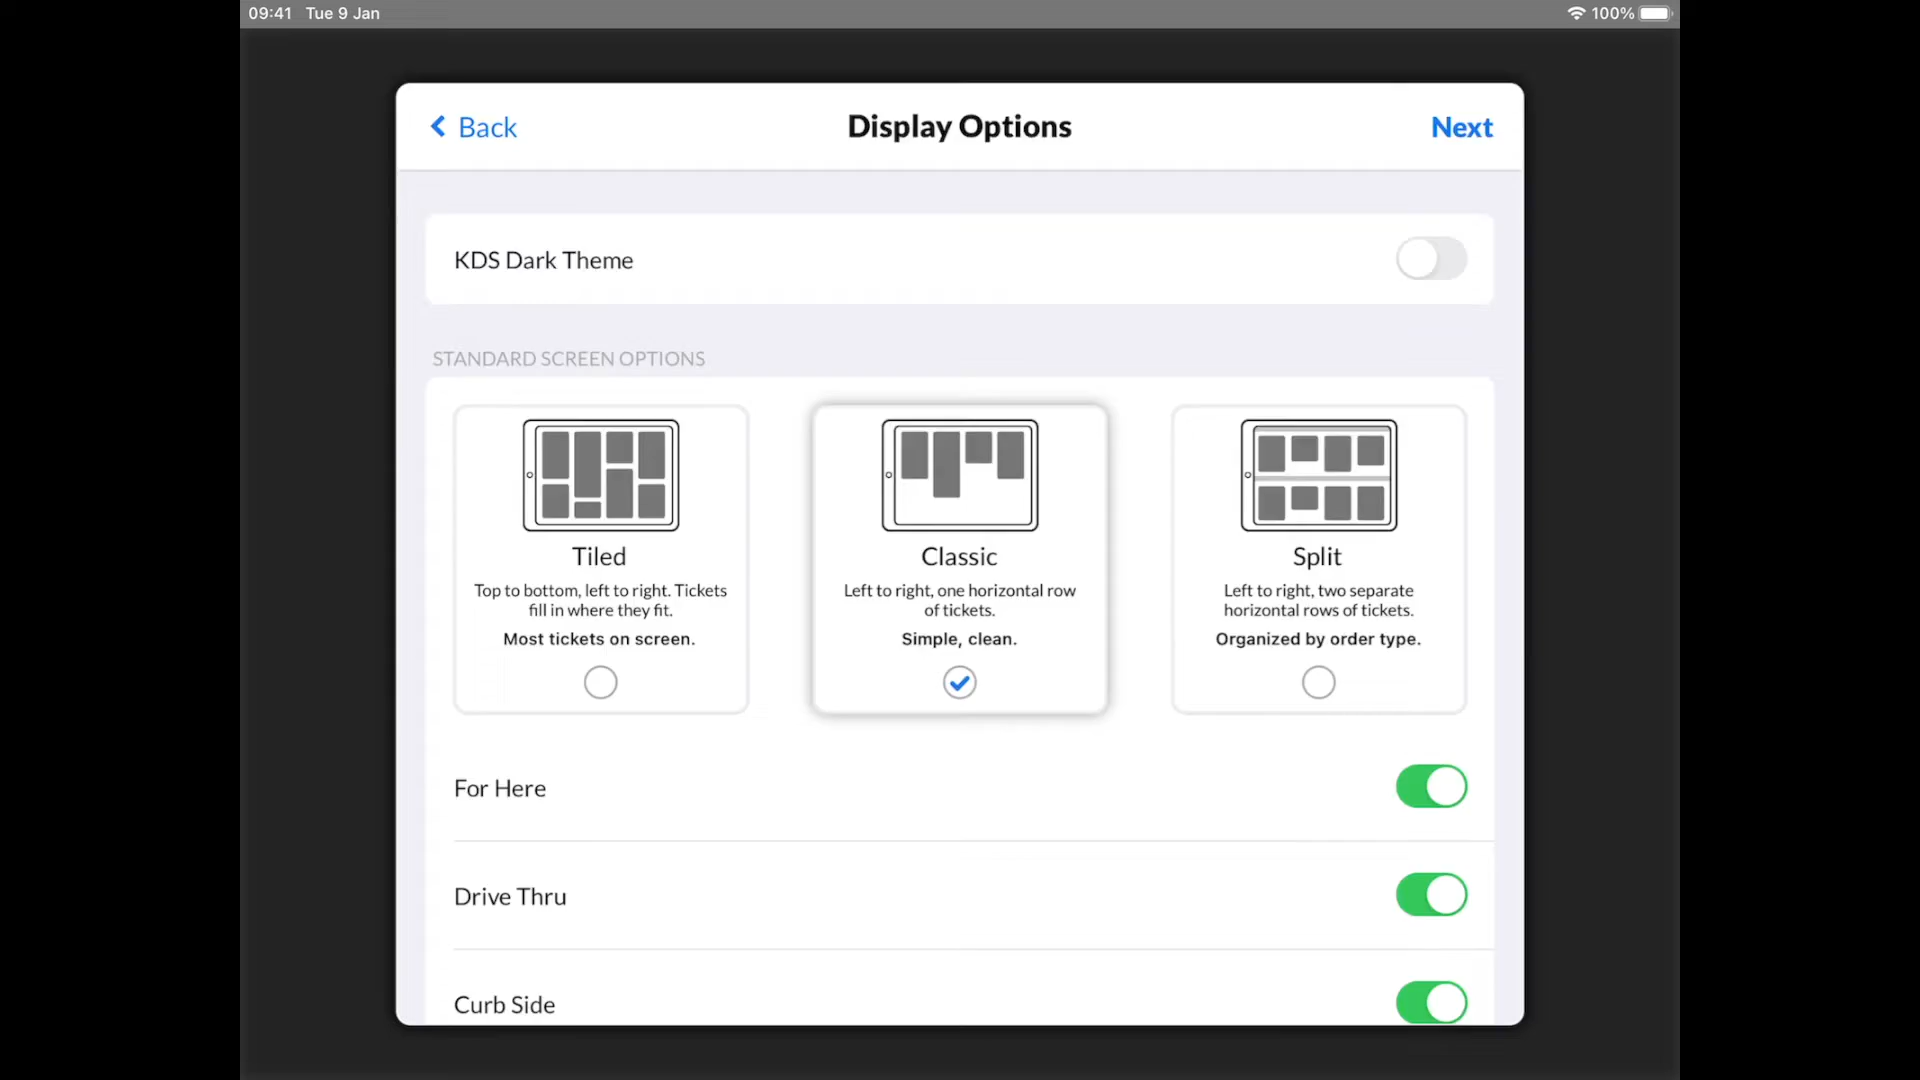 09:41 Tue 9 Jan 100%
Back Display Options Next
KDS Dark Theme
STANDARD SCREEN OPTIONS
Tiled
Top to bottom, left to right. Tickets
fill in where they fit.
Most tickets on screen.
Classic
Left to right, one horizontal row
of tickets.
Simple, clean.
Split
Left to right, two separate
horizontal rows of tickets.
Organized by order type.
For Here
Drive Thru
Curb Side